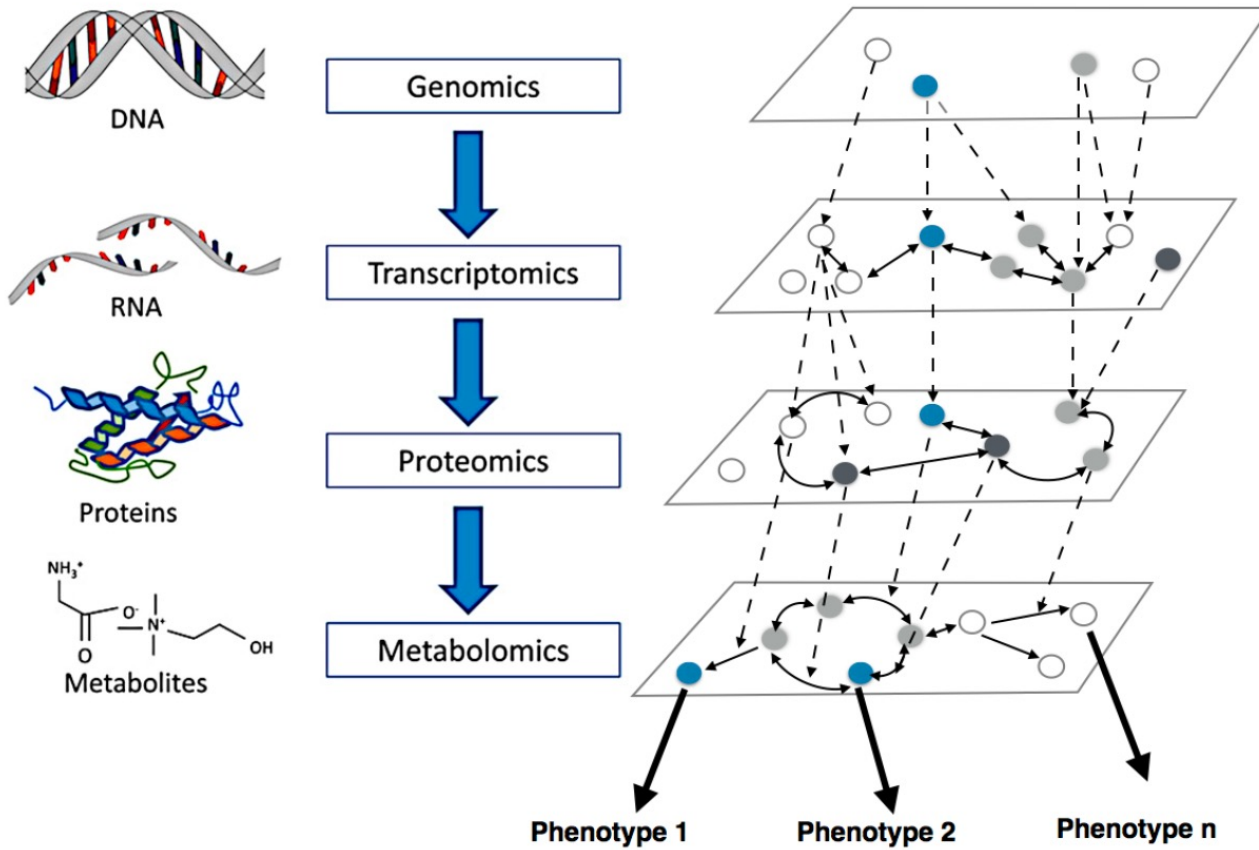 DNA
Genomics
RNA
Transcriptomics
Proteins
Proteomics
NH₃⁺
O⁻
N⁺
O
OH
Metabolites
Metabolomics
Phenotype 1
Phenotype 2
Phenotype n